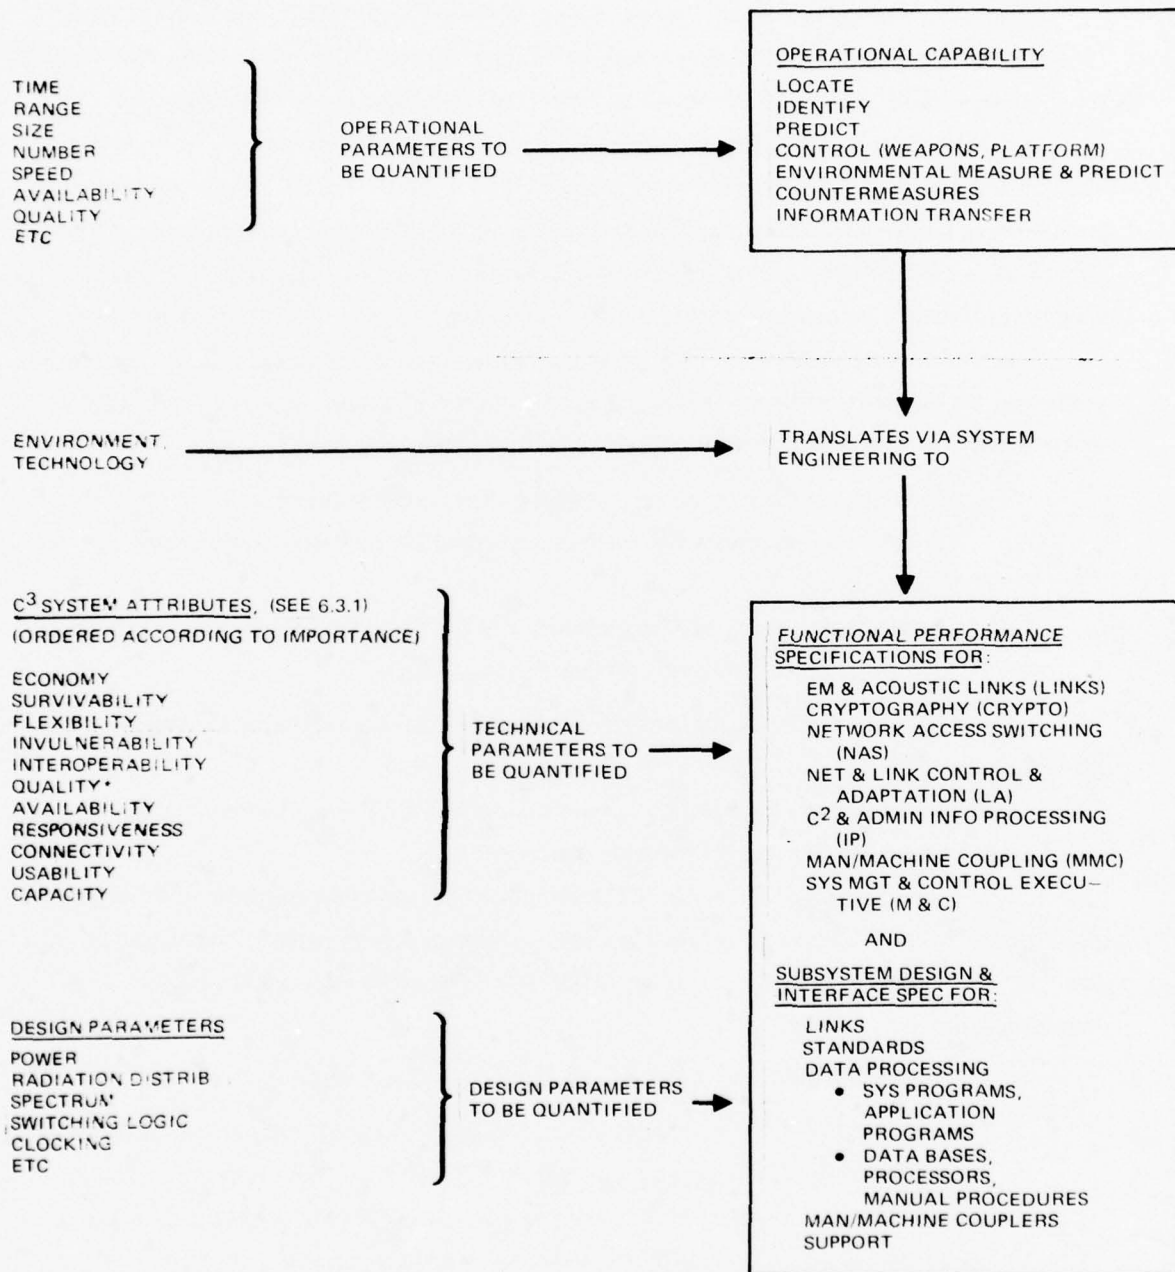 TIME
RANGE
SIZE
NUMBER
SPEED
AVAILABILITY
QUALITY
ETC
OPERATIONAL
PARAMETERS TO
BE QUANTIFIED
OPERATIONAL CAPABILITY
LOCATE
IDENTIFY
PREDICT
CONTROL (WEAPONS, PLATFORM)
ENVIRONMENTAL MEASURE & PREDICT
COUNTERMEASURES
INFORMATION TRANSFER
ENVIRONMENT,
TECHNOLOGY
TRANSLATES VIA SYSTEM
ENGINEERING TO
C³ SYSTEM ATTRIBUTES, (SEE 6.3.1)
(ORDERED ACCORDING TO IMPORTANCE)
ECONOMY
SURVIVABILITY
FLEXIBILITY
INVULNERABILITY
INTEROPERABILITY
QUALITY•
AVAILABILITY
RESPONSIVENESS
CONNECTIVITY
USABILITY
CAPACITY
TECHNICAL
PARAMETERS TO
BE QUANTIFIED
FUNCTIONAL PERFORMANCE
SPECIFICATIONS FOR:
EM & ACOUSTIC LINKS (LINKS)
CRYPTOGRAPHY (CRYPTO)
NETWORK ACCESS SWITCHING
(NAS)
NET & LINK CONTROL &
ADAPTATION (LA)
C² & ADMIN INFO PROCESSING
(IP)
MAN/MACHINE COUPLING (MMC)
SYS MGT & CONTROL EXECU–
TIVE (M & C)
AND
SUBSYSTEM DESIGN &
INTERFACE SPEC FOR:
LINKS
STANDARDS
DATA PROCESSING
• SYS PROGRAMS,
APPLICATION
PROGRAMS
• DATA BASES,
PROCESSORS,
MANUAL PROCEDURES
MAN/MACHINE COUPLERS
SUPPORT
DESIGN PARAMETERS
POWER
RADIATION DISTRIB
SPECTRUM
SWITCHING LOGIC
CLOCKING
ETC
DESIGN PARAMETERS
TO BE QUANTIFIED